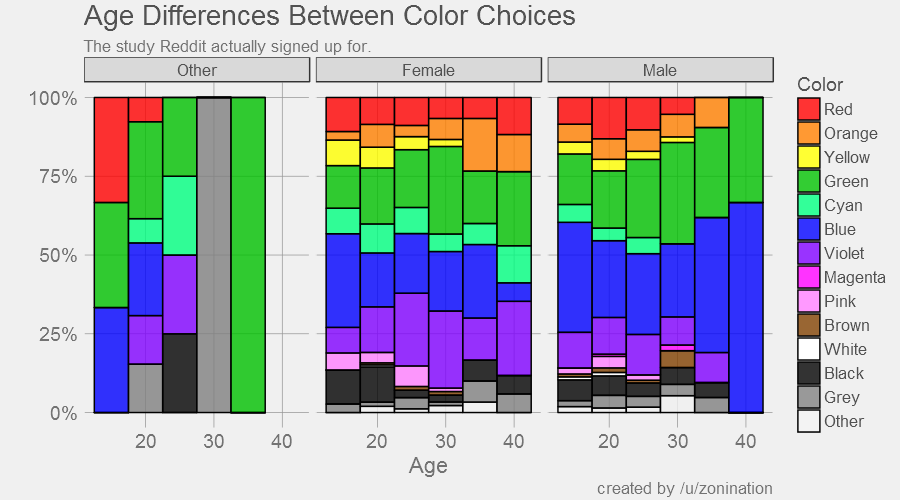 Age Differences Between Color Choices
The study Reddit actually signed up for.
Other Female Male
100%
75%
50%
25%
0%
20 30 40 20 30 40 20 30 40
Age
Color
Red
Orange
Yellow
Green
Cyan
Blue
Violet
Magenta
Pink
Brown
White
Black
Grey
Other
created by /u/zonination